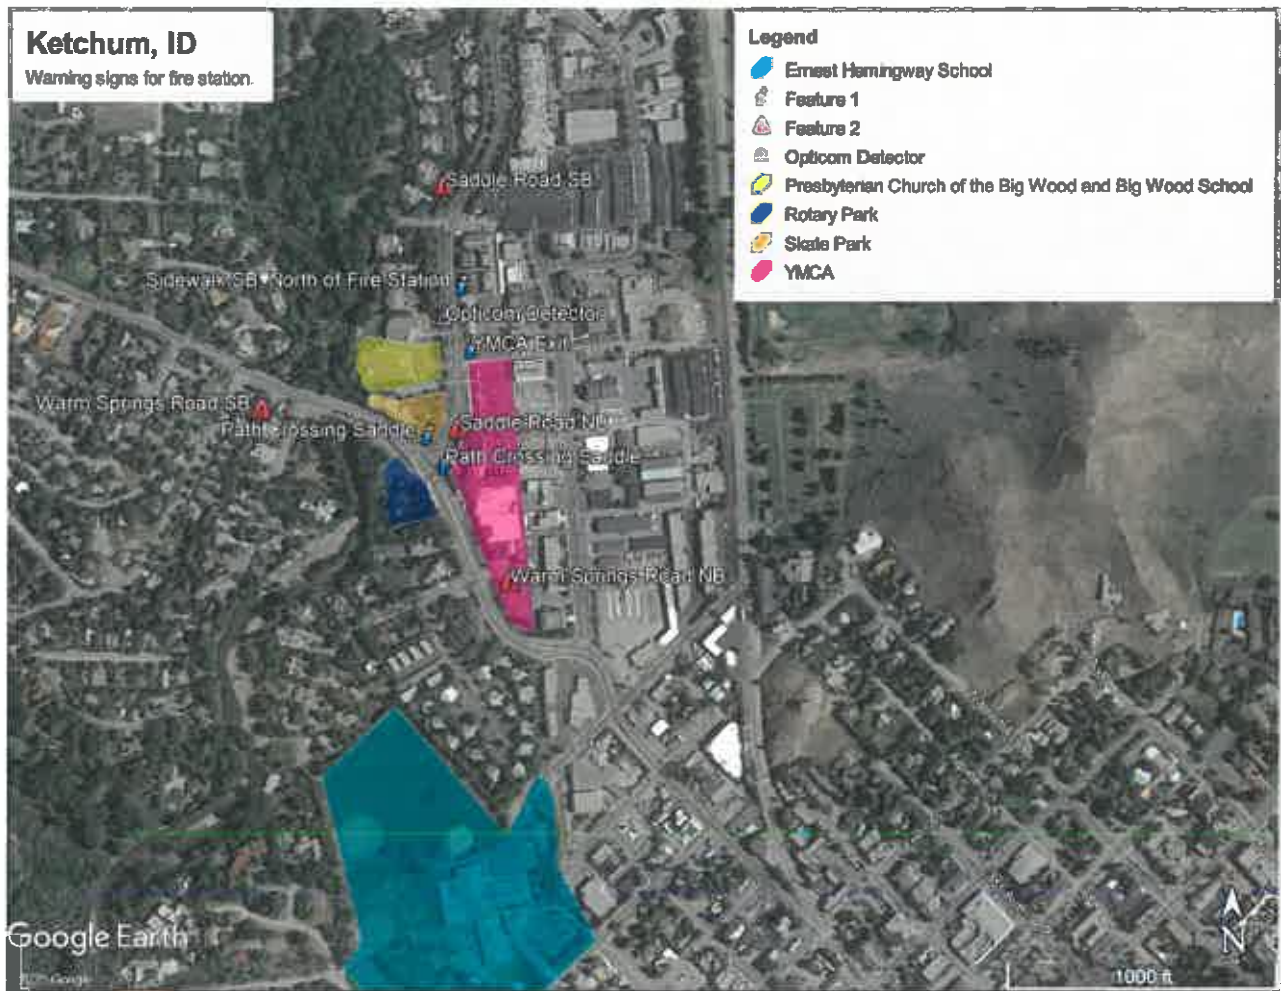 Ketchum, ID
Warning signs for fire station.
Legend
Ernest Hemingway School
Feature 1
Feature 2
Opticom Detector
Presbyterian Church of the Big Wood and Big Wood School
Rotary Park
Skate Park
YMCA
Saddle Road SB
Sidewalk SB North of Fire Station
Opticom Detector
YMCA Exit
Warm Springs Road SB
Saddle Road NB
Path crossing Saddle
Path Crossing Saddle
Warm Springs Road NB
Google Earth
Google
N
1000 ft